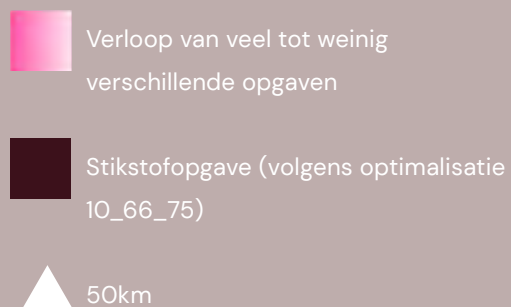 Verloop van veel tot weinig
verschillende opgaven
Stikstofopgave (volgens optimalisatie
10_66_75)
50km